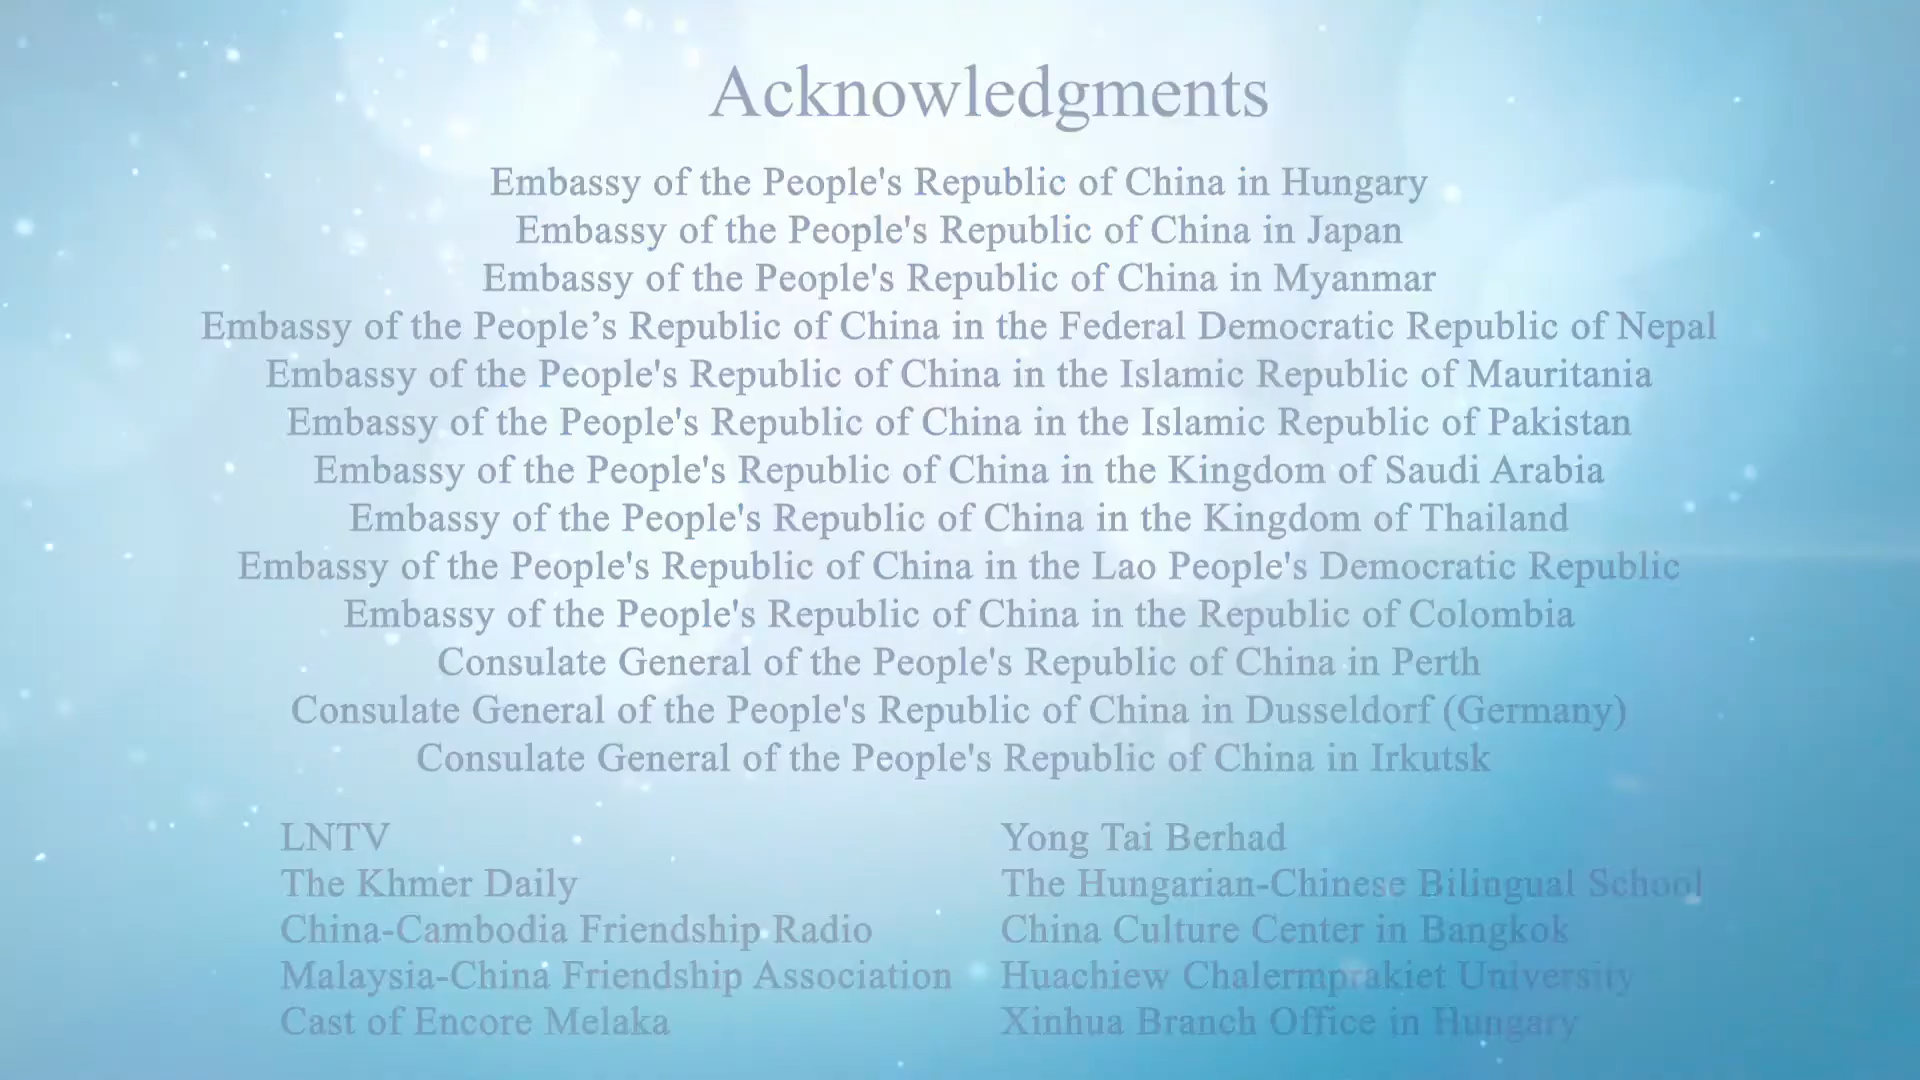 Acknowledgments
Embassy of the People's Republic of China in Hungary
Embassy of the People's Republic of China in Japan
Embassy of the People's Republic of China in Myanmar
Embassy of the People’s Republic of China in the Federal Democratic Republic of Nepal
Embassy of the People's Republic of China in the Islamic Republic of Mauritania
Embassy of the People's Republic of China in the Islamic Republic of Pakistan
Embassy of the People's Republic of China in the Kingdom of Saudi Arabia
Embassy of the People's Republic of China in the Kingdom of Thailand
Embassy of the People's Republic of China in the Lao People's Democratic Republic
Embassy of the People's Republic of China in the Republic of Colombia
Consulate General of the People's Republic of China in Perth
Consulate General of the People's Republic of China in Dusseldorf (Germany)
Consulate General of the People's Republic of China in Irkutsk
LNTV
The Khmer Daily
China-Cambodia Friendship Radio
Malaysia-China Friendship Association
Cast of Encore Melaka
Yong Tai Berhad
The Hungarian-Chinese Bilingual School
China Culture Center in Bangkok
Huachiew Chalermprakiet University
Xinhua Branch Office in Hungary